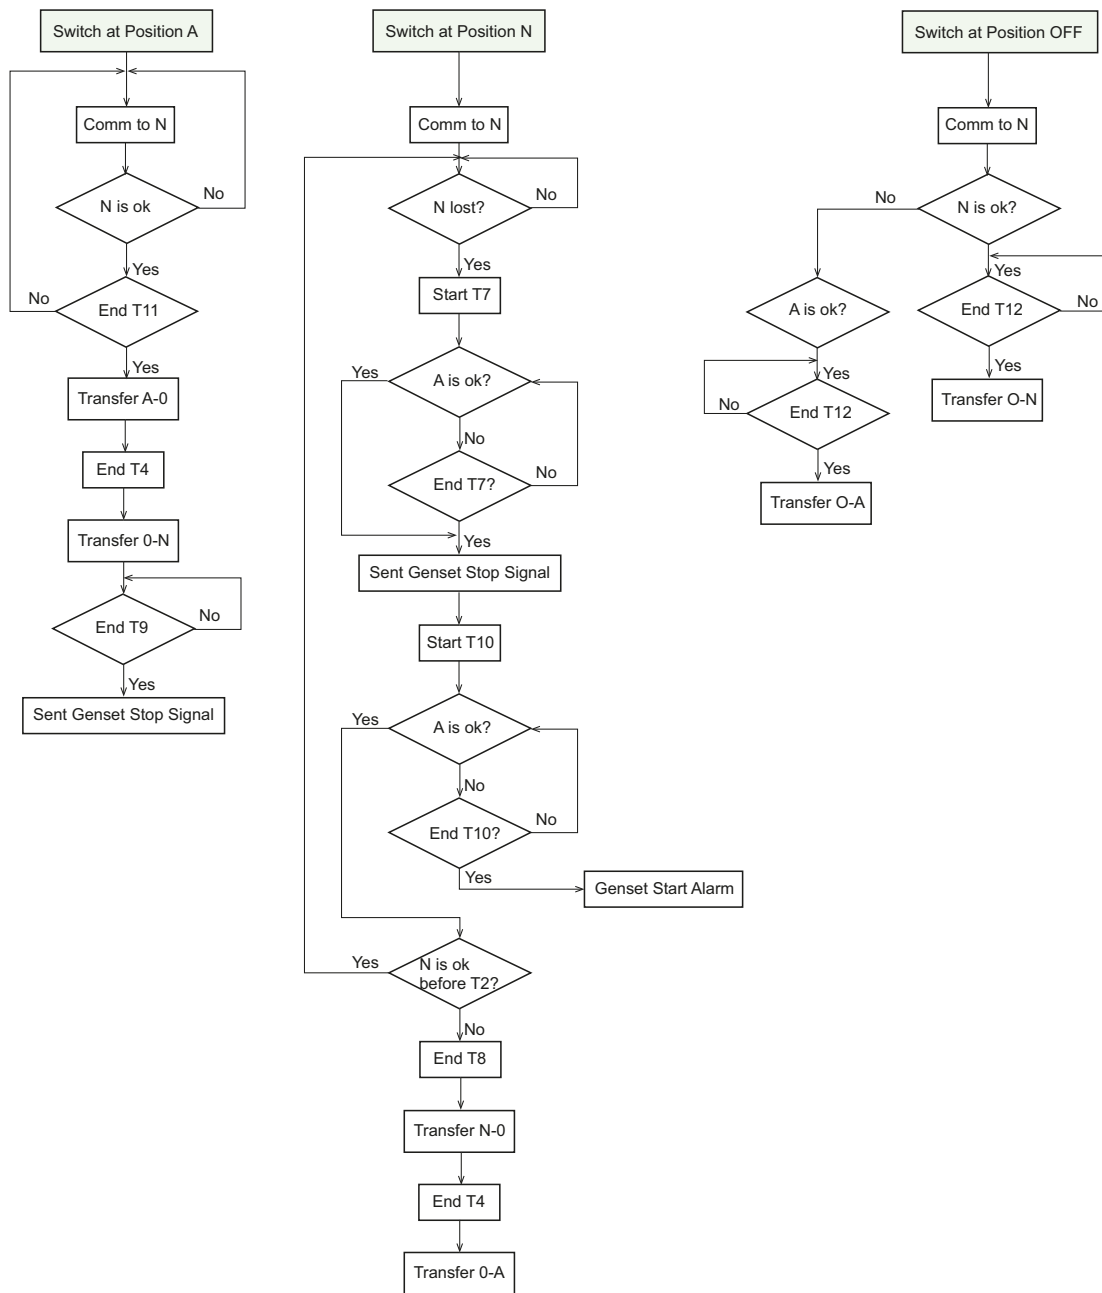 Switch at Position A
Comm to N
N is ok
No
Yes
End T11
No
Yes
Transfer A-0
End T4
Transfer 0-N
End T9
No
Yes
Sent Genset Stop Signal
Switch at Position N
Comm to N
N lost?
No
Yes
Start T7
A is ok?
Yes
No
End T7?
No
Yes
Sent Genset Stop Signal
Start T10
A is ok?
Yes
No
End T10?
No
Yes
Genset Start Alarm
N is ok
before T2?
Yes
No
End T8
Transfer N-0
End T4
Transfer 0-A
Switch at Position OFF
Comm to N
N is ok?
No
Yes
End T12
No
Yes
Transfer O-N
A is ok?
Yes
End T12
No
Yes
Transfer O-A